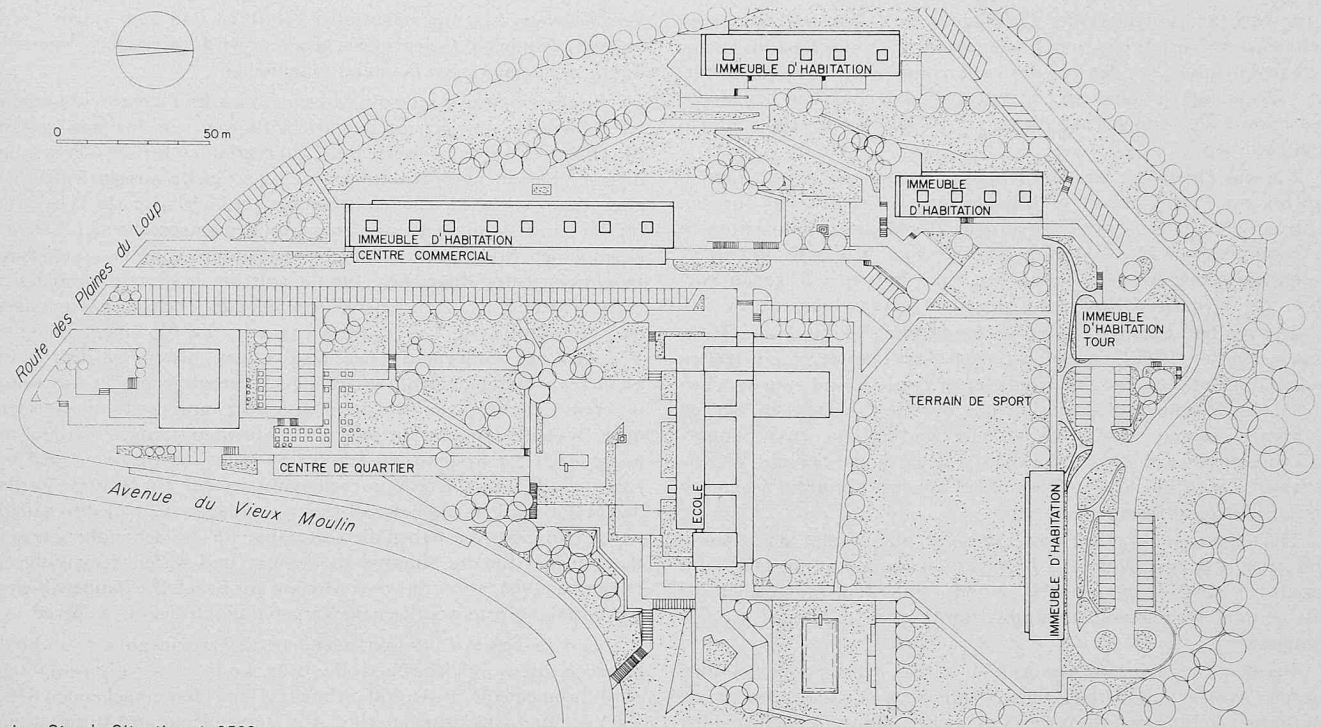 IMMEUBLE D'HABITATION
0 50 m
IMMEUBLE
D'HABITATION
IMMEUBLE D'HABITATION
CENTRE COMMERCIAL
Route des Plaines du Loup
IMMEUBLE
D'HABITATION
TOUR
TERRAIN DE SPORT
CENTRE DE QUARTIER
ECOLE
Avenue du Vieux Moulin
IMMEUBLE D'HABITATION